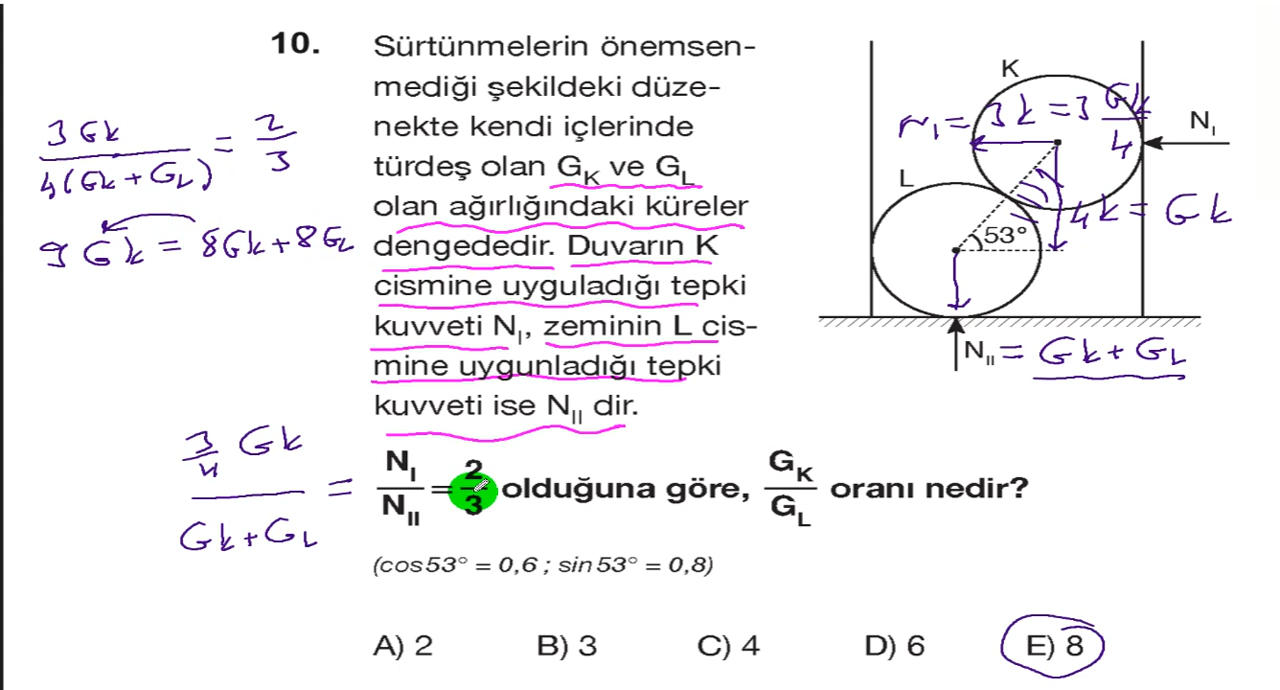 10. Sürtünmelerin önemsen-
mediği şekildeki düze-
nekte kendi içlerinde
türdeş olan G_K ve G_L
olan ağırlığındaki küreler
dengededir. Duvarın K
cismine uyguladığı tepki
kuvveti N_I, zeminin L cis-
mine uygunladığı tepki
kuvveti ise N_II dir.
N_I/N_II = 2/3 olduğuna göre, G_K/G_L oranı nedir?
(cos53° = 0,6 ; sin53° = 0,8)
A) 2 B) 3 C) 4 D) 6 E) 8
K
L
53°
N_I
N_II = Gk + GL
N_I = 3k = 3 Gk/4
4k = Gk
3Gk/4(Gk + GL) = 2/3
9Gk = 8Gk + 8GL
3/4 Gk / Gk + GL =